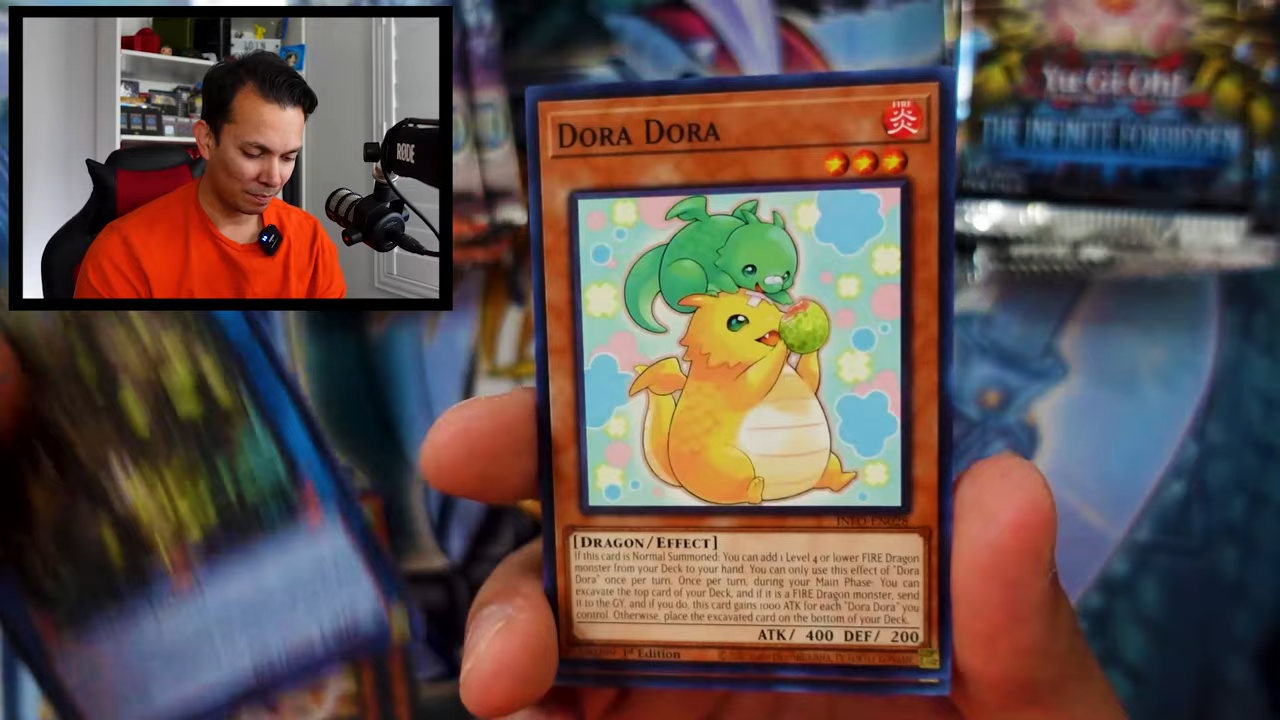 RØDE
DORA DORA
FIRE
炎
INFO-EN028
[DRAGON/EFFECT]
If this card is Normal Summoned: You can add 1 Level 4 or lower FIRE Dragon
monster from your Deck to your hand. You can only use this effect of "Dora
Dora" once per turn. Once per turn, during your Main Phase: You can
excavate the top card of your Deck, and if it is a FIRE Dragon monster, send
it to the GY, and if you do, this card gains 1000 ATK for each "Dora Dora" you
control. Otherwise, place the excavated card on the bottom of your Deck.
ATK/ 400 DEF/ 200
1st Edition
Yu-Gi-Oh!
THE INFINITE FORBIDDEN